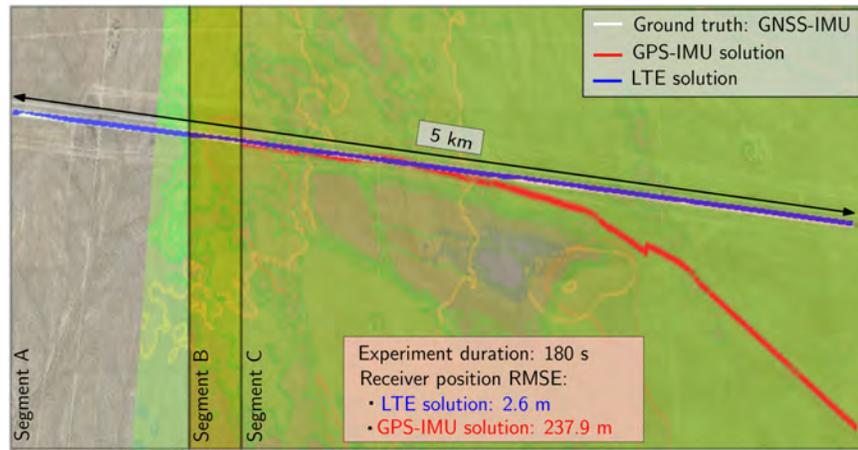 Ground truth: GNSS-IMU
GPS-IMU solution
LTE solution
5 km
Segment A
Segment B
Segment C
Experiment duration: 180 s
Receiver position RMSE:
• LTE solution: 2.6 m
• GPS-IMU solution: 237.9 m